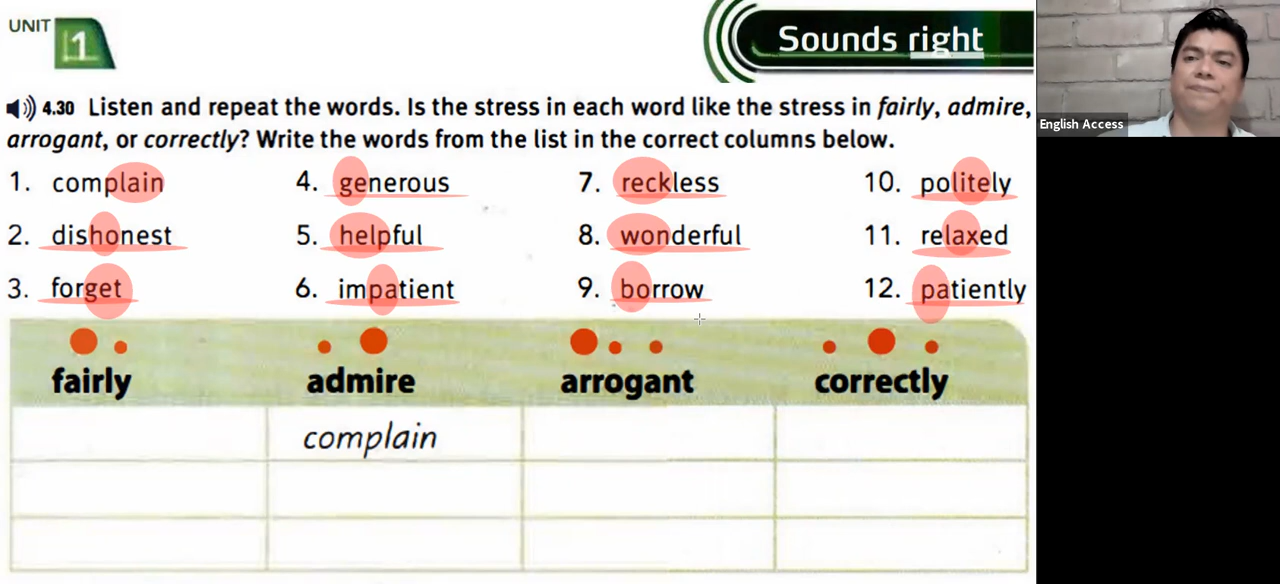 UNIT 1
Sounds right
English Access
4.30 Listen and repeat the words. Is the stress in each word like the stress in fairly, admire,
arrogant, or correctly? Write the words from the list in the correct columns below.
1. complain 4. generous 7. reckless 10. politely
2. dishonest 5. helpful 8. wonderful 11. relaxed
3. forget 6. impatient 9. borrow 12. patiently
fairly admire arrogant correctly
complain